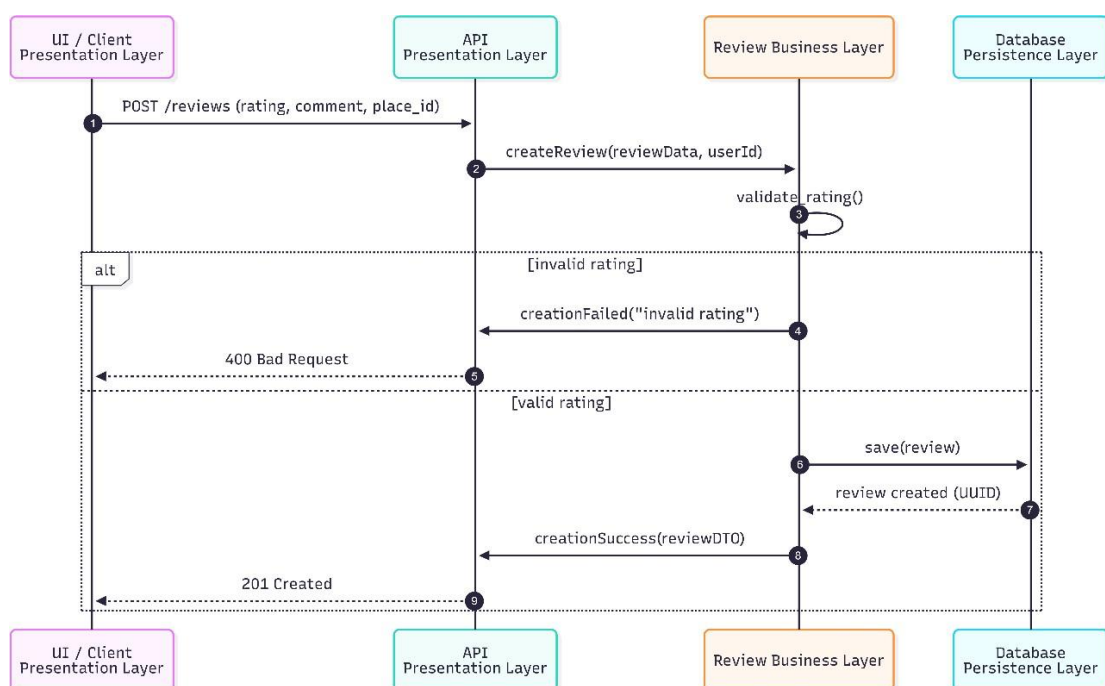 UI / Client
Presentation Layer
API
Presentation Layer
Review Business Layer
Database
Persistence Layer
POST /reviews (rating, comment, place_id)
1
createReview(reviewData, userId)
2
validate_rating()
3
alt
[invalid rating]
creationFailed("invalid rating")
4
400 Bad Request
5
[valid rating]
save(review)
6
review created (UUID)
7
creationSuccess(reviewDTO)
8
201 Created
9
UI / Client
Presentation Layer
API
Presentation Layer
Review Business Layer
Database
Persistence Layer